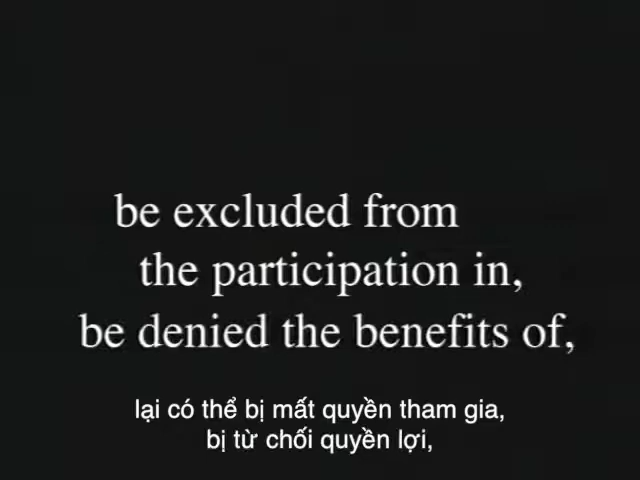 be excluded from
the participation in,
be denied the benefits of,
lại có thể bị mất quyền tham gia,
bị từ chối quyền lợi,